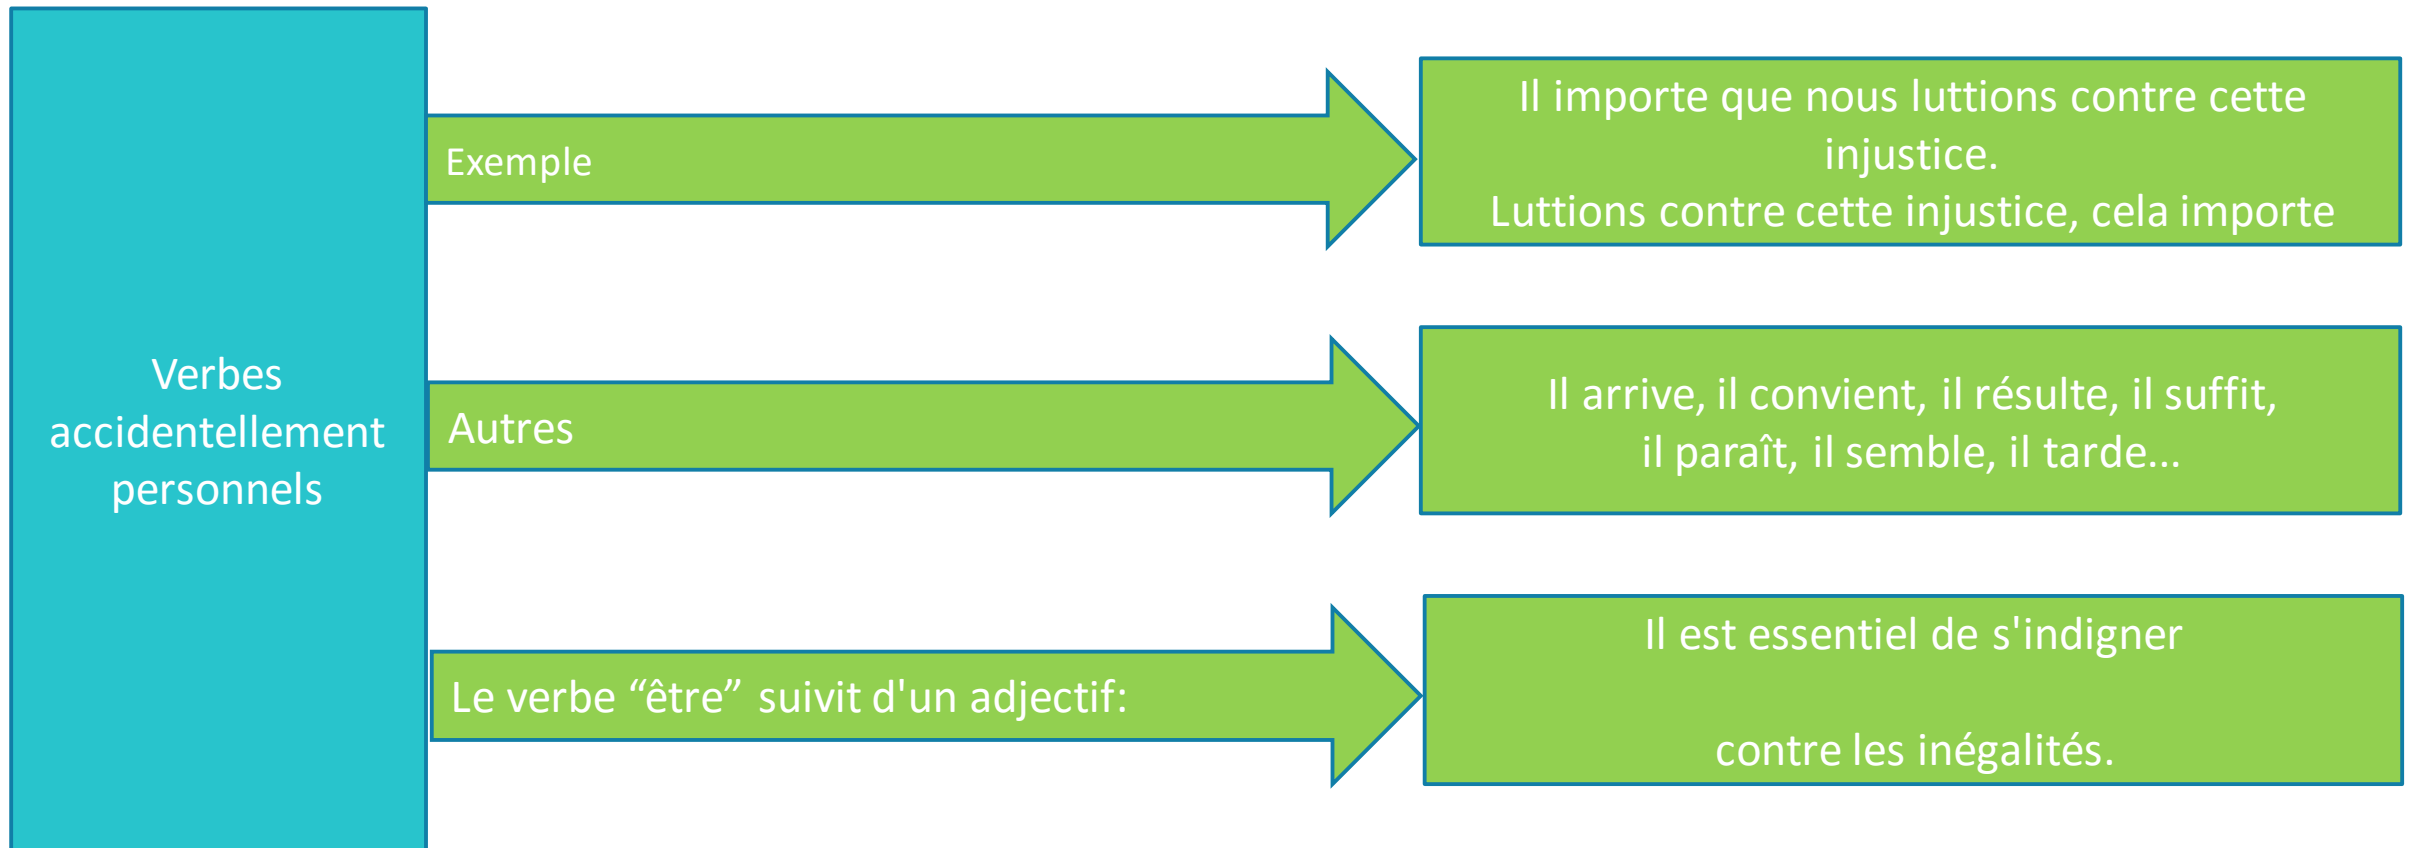 Verbes
accidentellement
personnels
Exemple
Il importe que nous luttions contre cette
injustice.
Luttions contre cette injustice, cela importe
Autres
Il arrive, il convient, il résulte, il suffit,
il paraît, il semble, il tarde...
Le verbe “être” suivit d'un adjectif:
Il est essentiel de s'indigner
contre les inégalités.